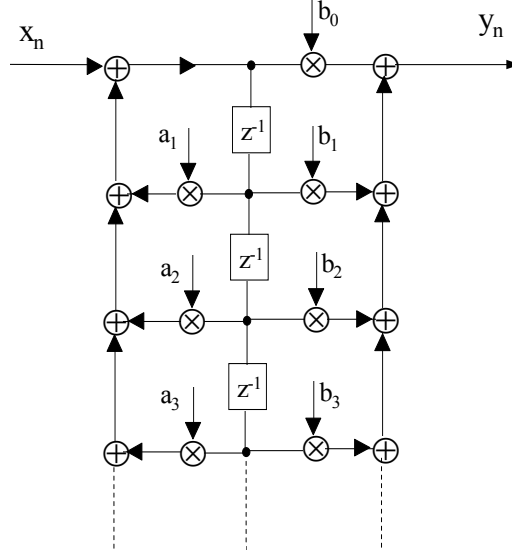 b₀
xₙ
yₙ
z⁻¹
a₁
b₁
z⁻¹
a₂
b₂
z⁻¹
a₃
b₃